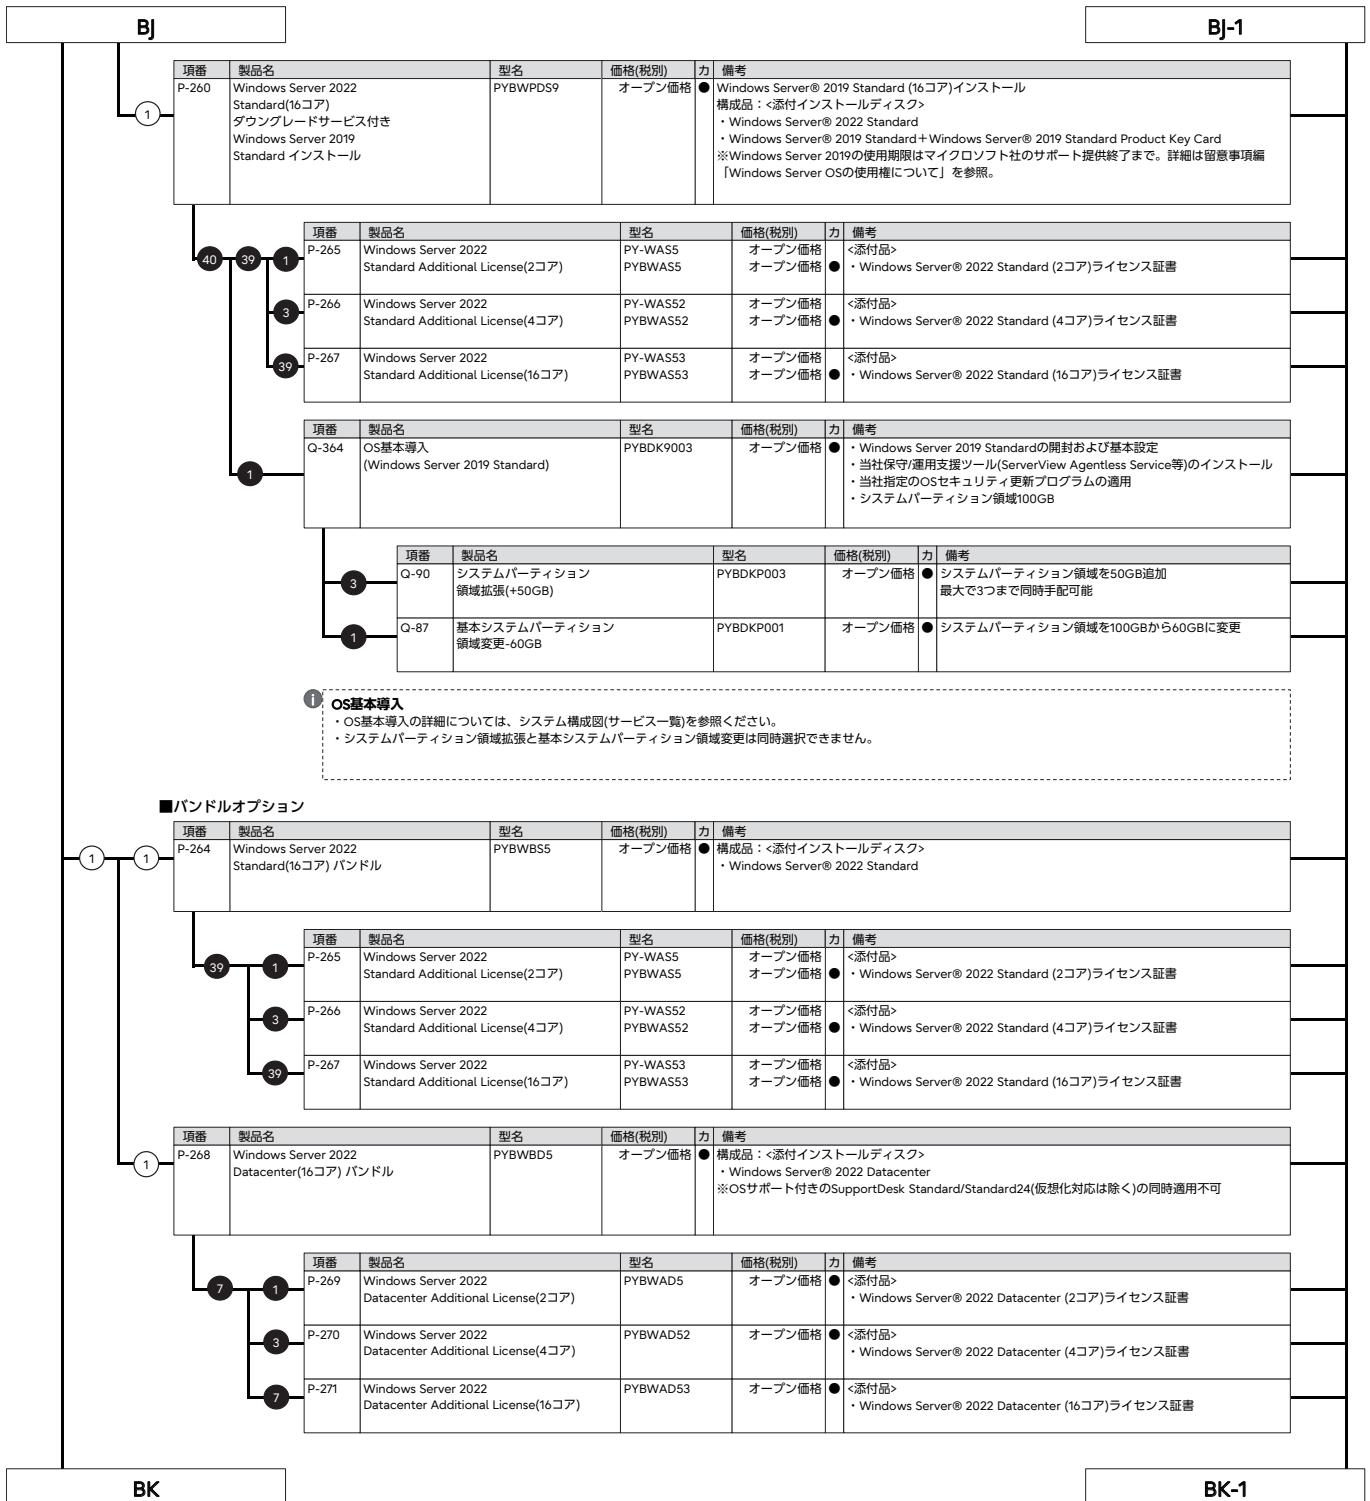 BJ
BJ-1
項番 製品名 型名 価格(税別) カ 備考
P-260 Windows Server 2022 PYBWPDS9 オープン価格 ● Windows Server® 2019 Standard (16コア)インストール
Standard(16コア) 構成品：<添付インストールディスク>
ダウングレードサービス付き ・Windows Server® 2022 Standard
1
Windows Server 2019 ・Windows Server® 2019 Standard＋Windows Server® 2019 Standard Product Key Card
Standard インストール ※Windows Server 2019の使用期限はマイクロソフト社のサポート提供終了まで。詳細は留意事項編
「Windows Server OSの使用権について」を参照。
項番 製品名 型名 価格(税別) カ 備考
40 39 1 P-265 Windows Server 2022 PY-WAS5 オープン価格 <添付品>
Standard Additional License(2コア) PYBWAS5 オープン価格 ● ・Windows Server® 2022 Standard (2コア)ライセンス証書
3 P-266 Windows Server 2022 PY-WAS52 オープン価格 <添付品>
Standard Additional License(4コア) PYBWAS52 オープン価格 ● ・Windows Server® 2022 Standard (4コア)ライセンス証書
39 P-267 Windows Server 2022 PY-WAS53 オープン価格 <添付品>
Standard Additional License(16コア) PYBWAS53 オープン価格 ● ・Windows Server® 2022 Standard (16コア)ライセンス証書
項番 製品名 型名 価格(税別) カ 備考
Q-364 OS基本導入 PYBDK9003 オープン価格 ● ・Windows Server 2019 Standardの開封および基本設定
(Windows Server 2019 Standard) ・当社保守/運用支援ツール(ServerView Agentless Service等)のインストール
1 ・当社指定のOSセキュリティ更新プログラムの適用
・システムパーティション領域100GB
項番 製品名 型名 価格(税別) カ 備考
3 Q-90 システムパーティション PYBDKP003 オープン価格 ● システムパーティション領域を50GB追加
領域拡張(+50GB) 最大で3つまで同時手配可能
1 Q-87 基本システムパーティション PYBDKP001 オープン価格 ● システムパーティション領域を100GBから60GBに変更
領域変更-60GB
i OS基本導入
・OS基本導入の詳細については、システム構成図(サービス一覧)を参照ください。
・システムパーティション領域拡張と基本システムパーティション領域変更は同時選択できません。
■バンドルオプション
項番 製品名 型名 価格(税別) カ 備考
1 1 P-264 Windows Server 2022 PYBWBS5 オープン価格 ● 構成品：<添付インストールディスク>
Standard(16コア) バンドル ・Windows Server® 2022 Standard
項番 製品名 型名 価格(税別) カ 備考
39 1 P-265 Windows Server 2022 PY-WAS5 オープン価格 <添付品>
Standard Additional License(2コア) PYBWAS5 オープン価格 ● ・Windows Server® 2022 Standard (2コア)ライセンス証書
3 P-266 Windows Server 2022 PY-WAS52 オープン価格 <添付品>
Standard Additional License(4コア) PYBWAS52 オープン価格 ● ・Windows Server® 2022 Standard (4コア)ライセンス証書
39 P-267 Windows Server 2022 PY-WAS53 オープン価格 <添付品>
Standard Additional License(16コア) PYBWAS53 オープン価格 ● ・Windows Server® 2022 Standard (16コア)ライセンス証書
項番 製品名 型名 価格(税別) カ 備考
1 P-268 Windows Server 2022 PYBWBD5 オープン価格 ● 構成品：<添付インストールディスク>
Datacenter(16コア) バンドル ・Windows Server® 2022 Datacenter
※OSサポート付きのSupportDesk Standard/Standard24(仮想化対応は除く)の同時適用不可
項番 製品名 型名 価格(税別) カ 備考
7 1 P-269 Windows Server 2022 PYBWAD5 オープン価格 ● <添付品>
Datacenter Additional License(2コア) ・Windows Server® 2022 Datacenter (2コア)ライセンス証書
3 P-270 Windows Server 2022 PYBWAD52 オープン価格 ● <添付品>
Datacenter Additional License(4コア) ・Windows Server® 2022 Datacenter (4コア)ライセンス証書
7 P-271 Windows Server 2022 PYBWAD53 オープン価格 ● <添付品>
Datacenter Additional License(16コア) ・Windows Server® 2022 Datacenter (16コア)ライセンス証書
BK
BK-1